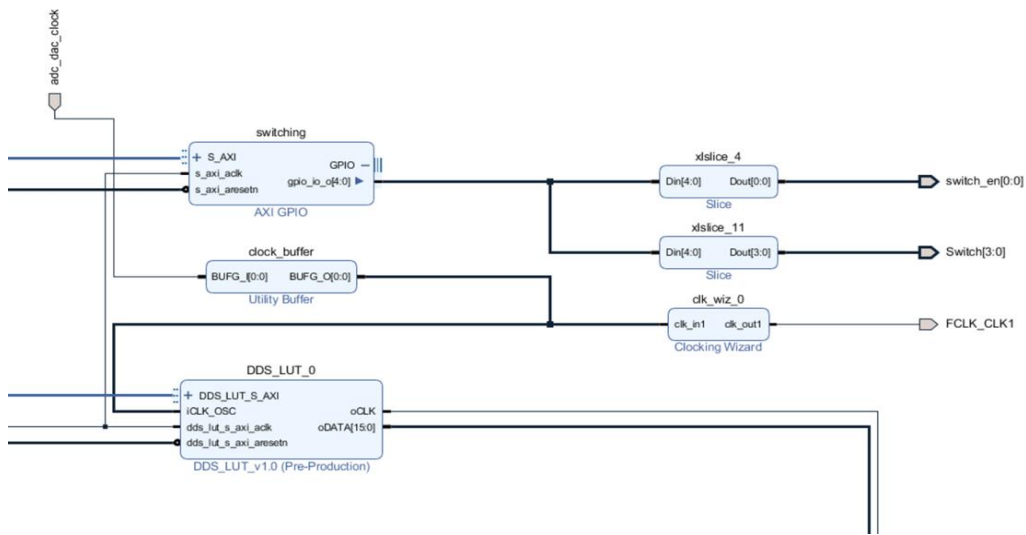 adc_dac_clock
switching
S_AXI
s_axi_aclk
s_axi_aresetn
GPIO
gpio_io_o[4:0]
AXI GPIO
xlslice_4
Din[4:0] Dout[0:0]
Slice
switch_en[0:0]
xlslice_11
Din[4:0] Dout[3:0]
Slice
Switch[3:0]
clock_buffer
BUFG_I[0:0] BUFG_O[0:0]
Utility Buffer
clk_wiz_0
clk_in1 clk_out1
Clocking Wizard
FCLK_CLK1
DDS_LUT_0
DDS_LUT_S_AXI
iCLK_OSC
dds_lut_s_axi_aclk
dds_lut_s_axi_aresetn
oCLK
oDATA[15:0]
DDS_LUT_v1.0 (Pre-Production)